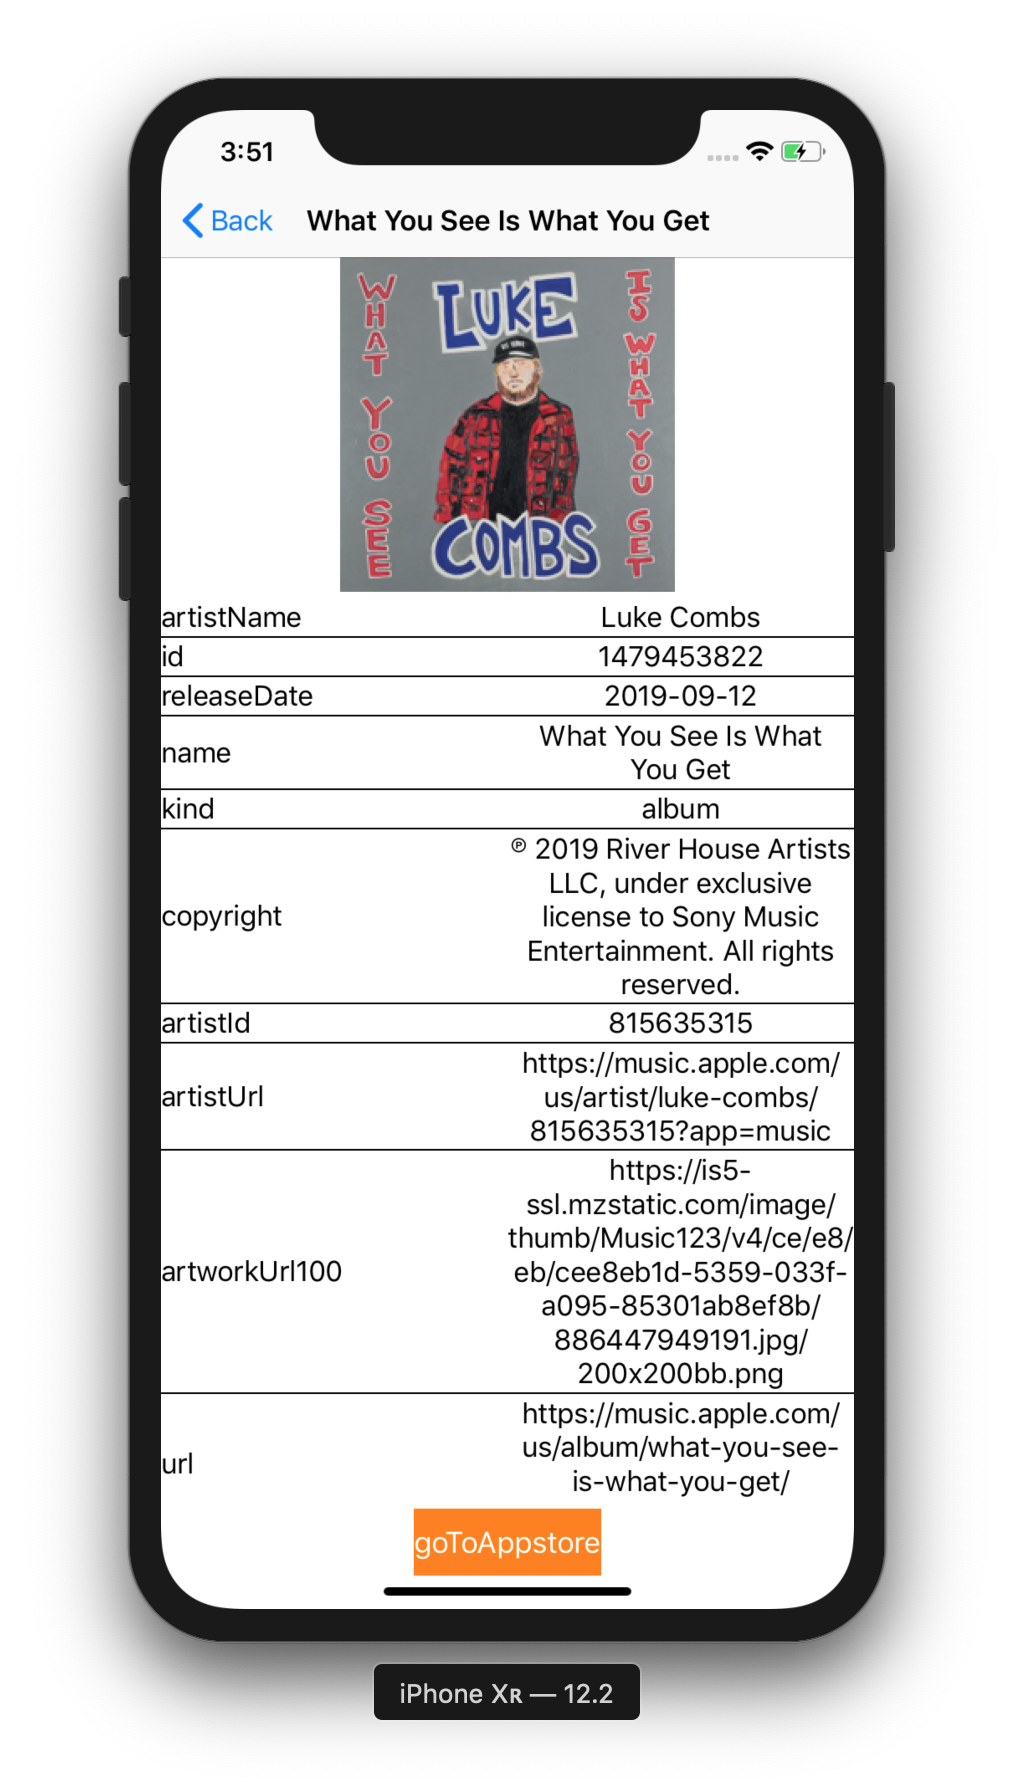 3:51
Back
What You See Is What You Get
WHAT YOU SEE
LUKE
IS WHAT YOU GET
COMBS
artistName
Luke Combs
id
1479453822
releaseDate
2019-09-12
name
What You See Is What
You Get
kind
album
copyright
℗ 2019 River House Artists
LLC, under exclusive
license to Sony Music
Entertainment. All rights
reserved.
artistId
815635315
artistUrl
https://music.apple.com/
us/artist/luke-combs/
815635315?app=music
artworkUrl100
https://is5-
ssl.mzstatic.com/image/
thumb/Music123/v4/ce/e8/
eb/cee8eb1d-5359-033f-
a095-85301ab8ef8b/
886447949191.jpg/
200x200bb.png
url
https://music.apple.com/
us/album/what-you-see-
is-what-you-get/
goToAppstore
iPhone Xʀ — 12.2